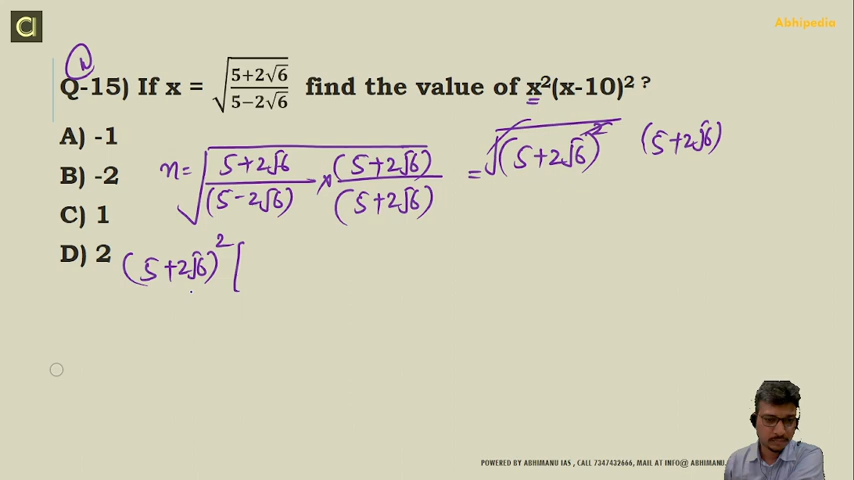 Abhipedia
Q-15) If x = √(5+2√6 / 5−2√6) find the value of x²(x-10)² ?
A) -1
B) -2
C) 1
D) 2
n = √(5+2√6 / (5−2√6) × (5+2√6) / (5+2√6)) = √(5+2√6)² (5+2√6)
(5+2√6)² [
POWERED BY ABHIMANU IAS , CALL 7347432666, MAIL AT INFO@ ABHIMANU.